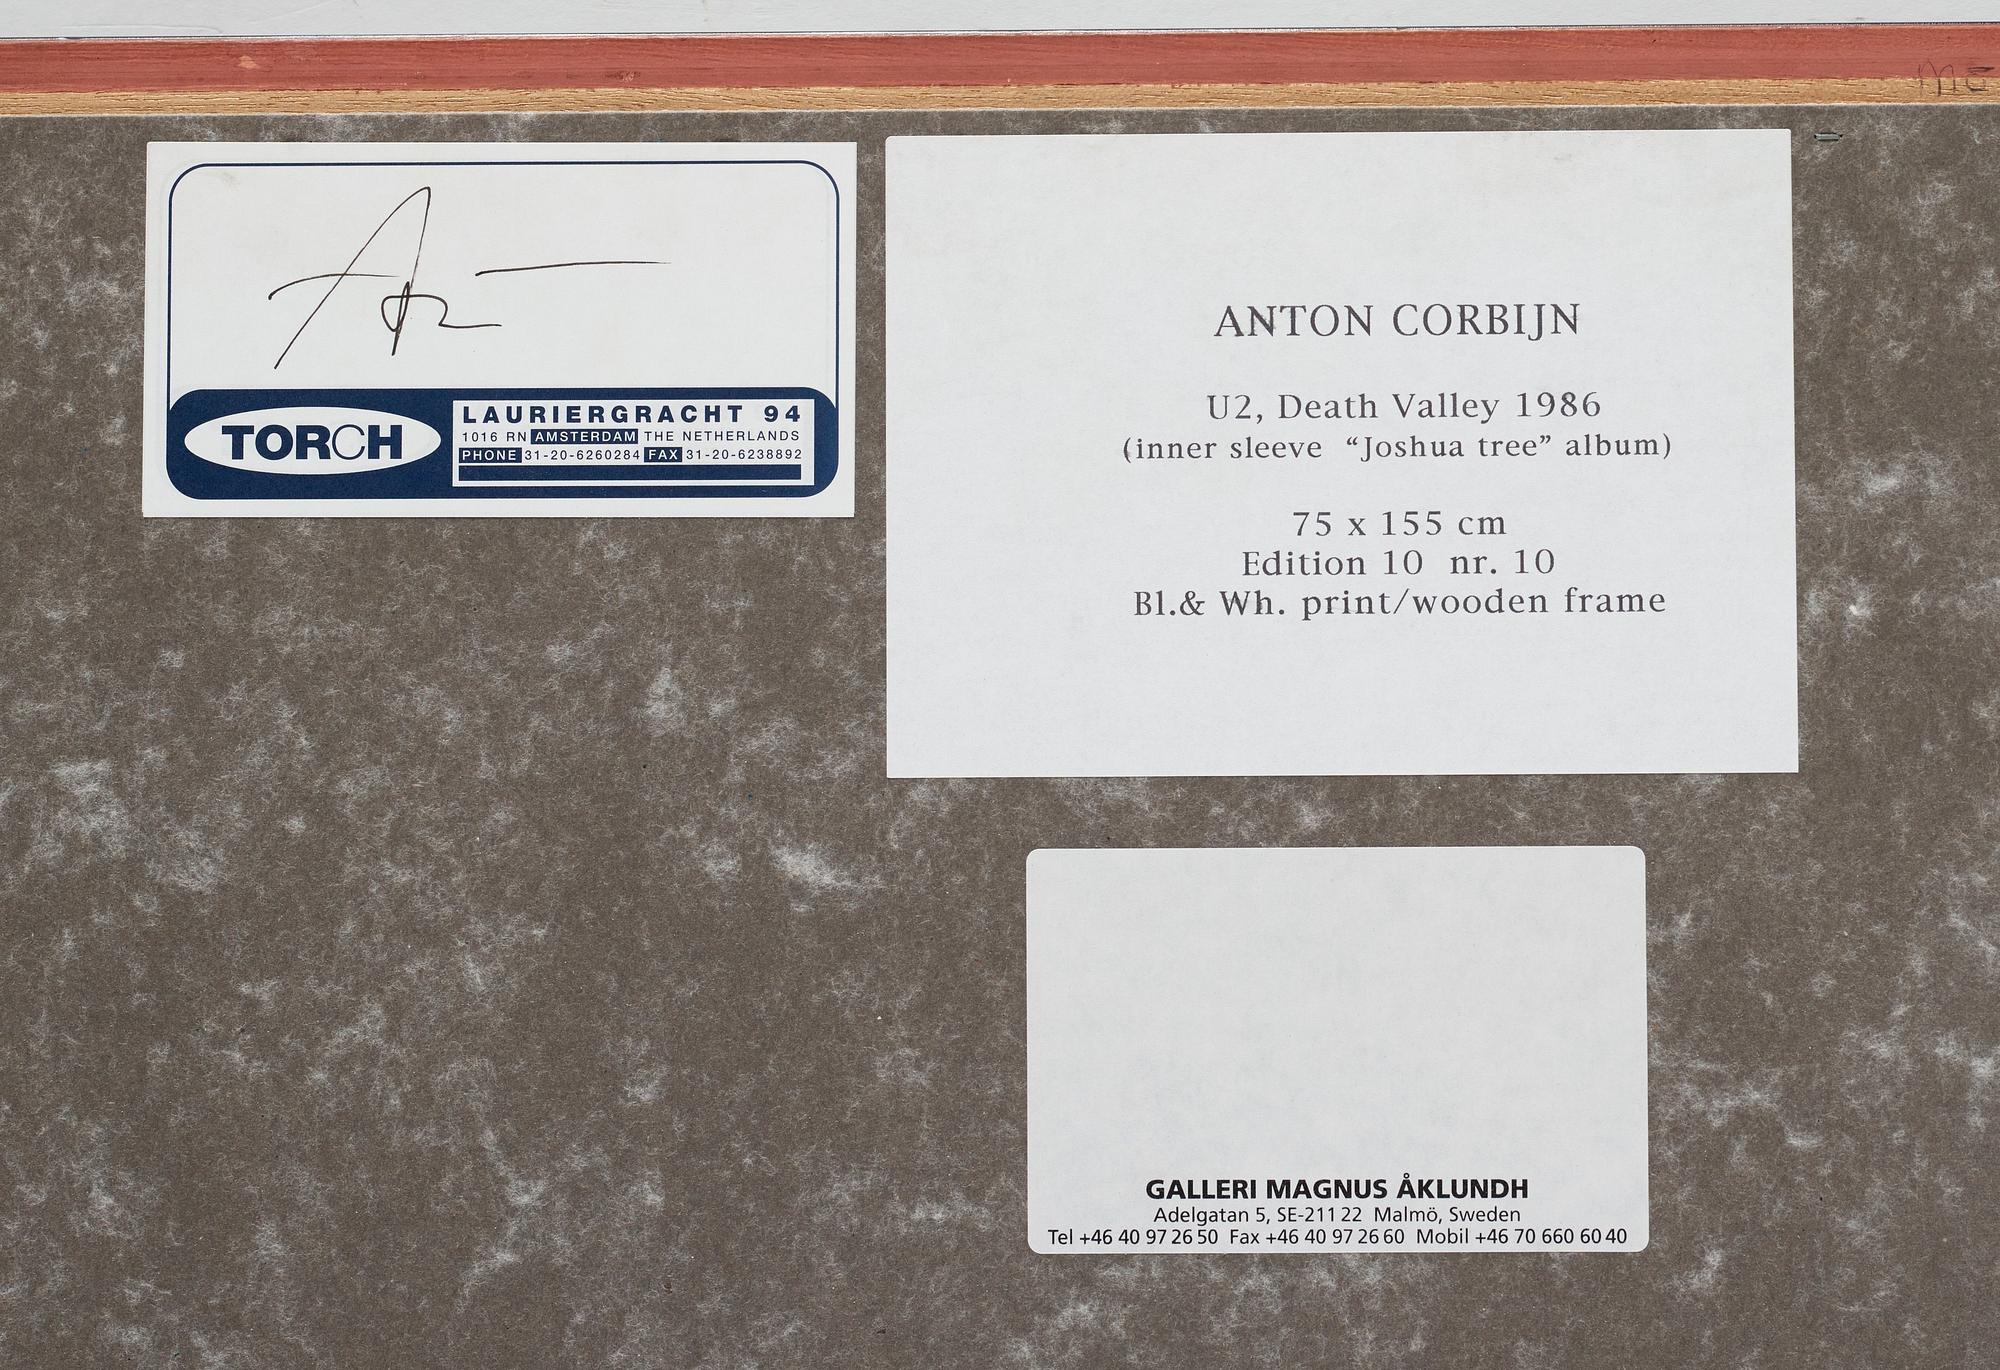 TORCH
LAURIERGRACHT 94
1016 RN AMSTERDAM THE NETHERLANDS
PHONE 31-20-6260284 FAX 31-20-6238892
ANTON CORBIJN
U2, Death Valley 1986
(inner sleeve “Joshua tree” album)
75 x 155 cm
Edition 10 nr. 10
Bl.& Wh. print/wooden frame
GALLERI MAGNUS ÅKLUNDH
Adelgatan 5, SE-211 22 Malmö, Sweden
Tel +46 40 97 26 50 Fax +46 40 97 26 60 Mobil +46 70 660 60 40